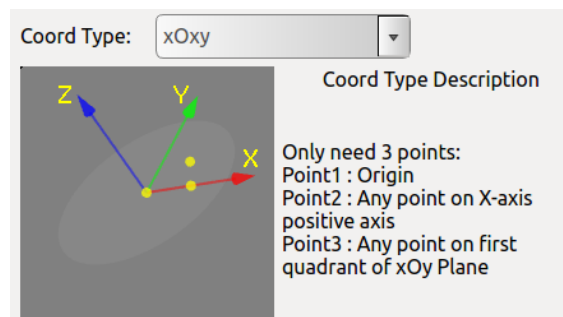 Coord Type:
xOxy
Coord Type Description
Z
Y
X
Only need 3 points:
Point1 : Origin
Point2 : Any point on X-axis
positive axis
Point3 : Any point on first
quadrant of xOy Plane